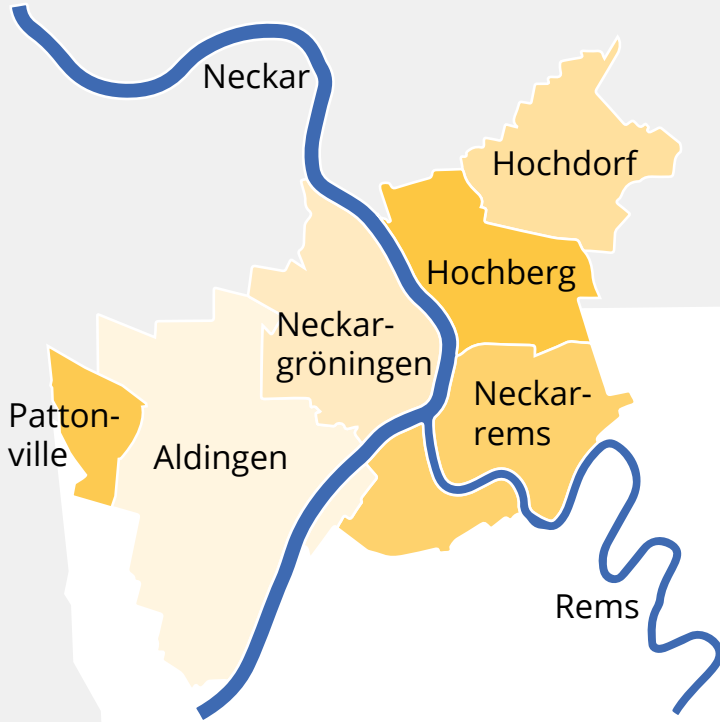 Neckar
Hochdorf
Hochberg
Neckar-
gröningen
Neckar-
rems
Patton-
ville
Aldingen
Rems